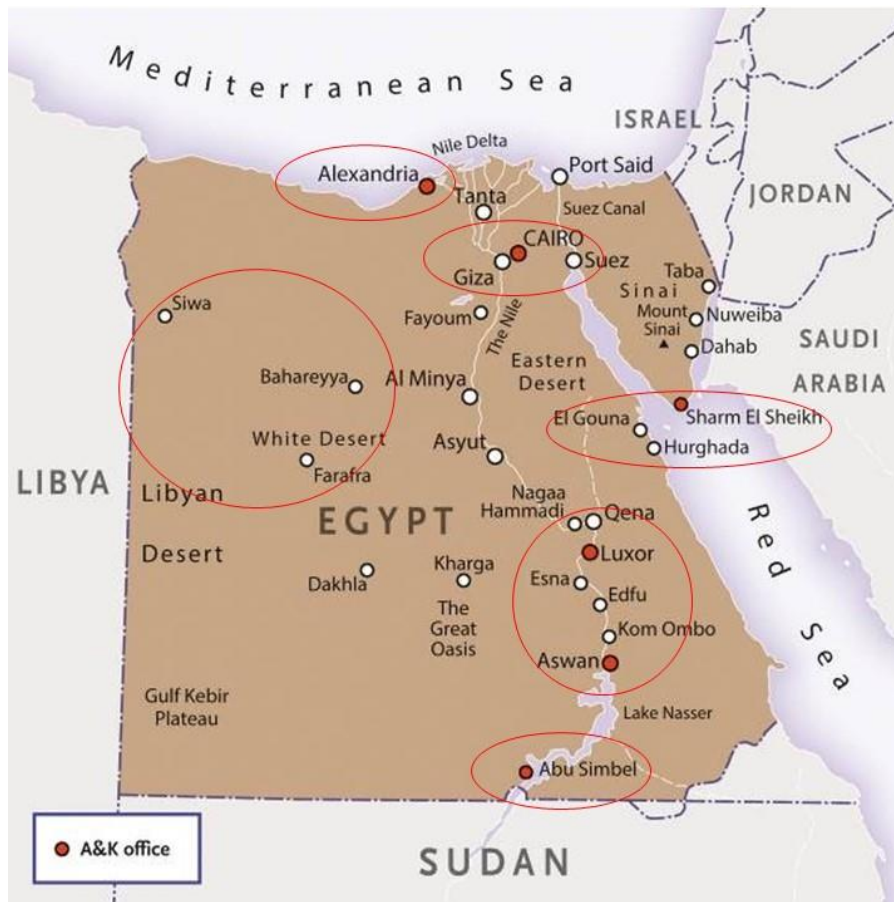 Mediterranean Sea
ISRAEL
Nile Delta
Alexandria
Port Said
JORDAN
Tanta
Suez Canal
CAIRO
Giza
Suez
Taba
Sinai
Siwa
Fayoum
The Nile
Mount
Sinai
Nuweiba
SAUDI
ARABIA
Dahab
Eastern
Desert
Bahareyya
Al Minya
El Gouna
Sharm El Sheikh
White Desert
Asyut
Hurghada
Farafra
LIBYA
Libyan
Desert
EGYPT
Nagaa
Hammadi
Qena
Red Sea
Luxor
Dakhla
Kharga
Esna
Edfu
The
Great
Oasis
Kom Ombo
Aswan
Gulf Kebir
Plateau
Lake Nasser
Abu Simbel
A&K office
SUDAN